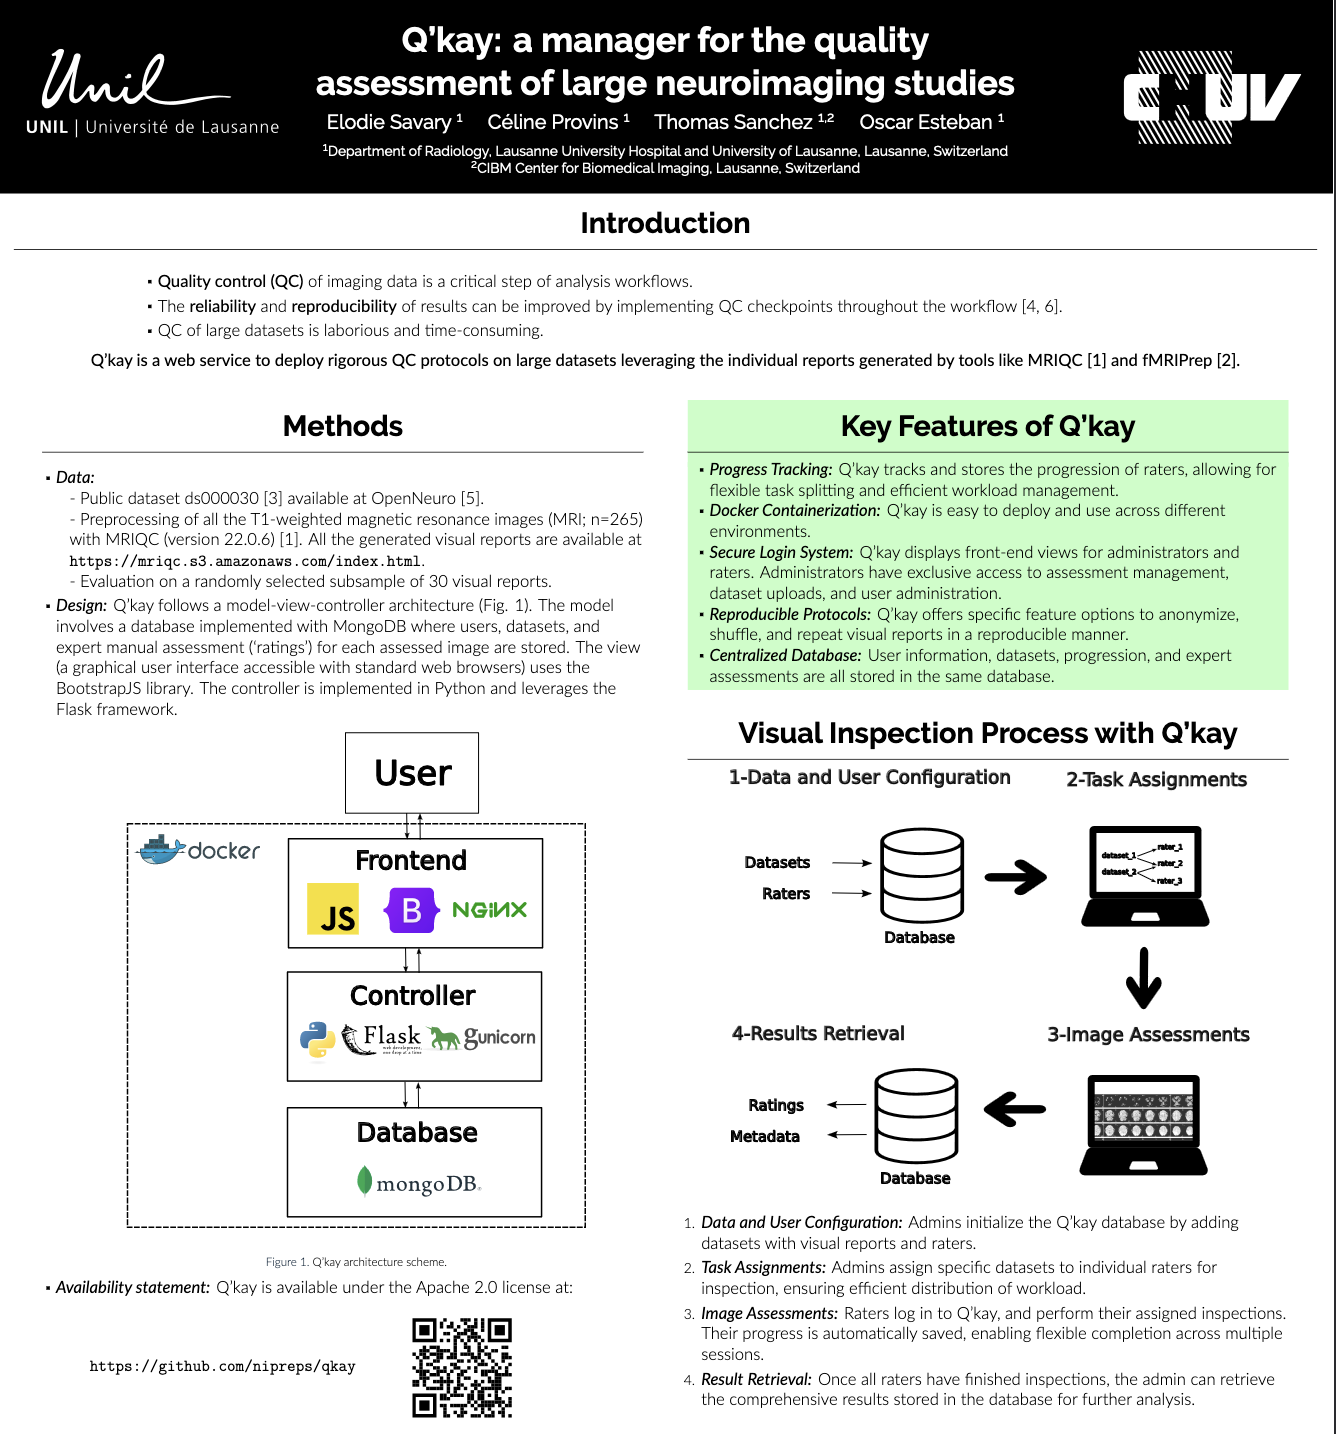 Q’kay: a manager for the quality
assessment of large neuroimaging studies
Elodie Savary ¹ Céline Provins ¹ Thomas Sanchez ¹,² Oscar Esteban ¹
¹Department of Radiology, Lausanne University Hospital and University of Lausanne, Lausanne, Switzerland
²CIBM Center for Biomedical Imaging, Lausanne, Switzerland
Unil
UNIL | Université de Lausanne
CHUV
Introduction
▪ Quality control (QC) of imaging data is a critical step of analysis workflows.
▪ The reliability and reproducibility of results can be improved by implementing QC checkpoints throughout the workflow [4, 6].
▪ QC of large datasets is laborious and time-consuming.
Q’kay is a web service to deploy rigorous QC protocols on large datasets leveraging the individual reports generated by tools like MRIQC [1] and fMRIPrep [2].
Methods
▪ Data:
- Public dataset ds000030 [3] available at OpenNeuro [5].
- Preprocessing of all the T1-weighted magnetic resonance images (MRI; n=265)
with MRIQC (version 22.0.6) [1]. All the generated visual reports are available at
https://mriqc.s3.amazonaws.com/index.html.
- Evaluation on a randomly selected subsample of 30 visual reports.
▪ Design: Q’kay follows a model-view-controller architecture (Fig. 1). The model
involves a database implemented with MongoDB where users, datasets, and
expert manual assessment (‘ratings’) for each assessed image are stored. The view
(a graphical user interface accessible with standard web browsers) uses the
BootstrapJS library. The controller is implemented in Python and leverages the
Flask framework.
User
docker
Frontend
JS B NGINX
Controller
Flask
web development,
one drop at a time
gunicorn
Database
mongoDB®
Figure 1. Q’kay architecture scheme.
▪ Availability statement: Q’kay is available under the Apache 2.0 license at:
https://github.com/nipreps/qkay
Key Features of Q’kay
▪ Progress Tracking: Q’kay tracks and stores the progression of raters, allowing for
flexible task splitting and efficient workload management.
▪ Docker Containerization: Q’kay is easy to deploy and use across different
environments.
▪ Secure Login System: Q’kay displays front-end views for administrators and
raters. Administrators have exclusive access to assessment management,
dataset uploads, and user administration.
▪ Reproducible Protocols: Q’kay offers specific feature options to anonymize,
shuffle, and repeat visual reports in a reproducible manner.
▪ Centralized Database: User information, datasets, progression, and expert
assessments are all stored in the same database.
Visual Inspection Process with Q’kay
1-Data and User Configuration
Datasets
Raters
Database
2-Task Assignments
dataset_1
dataset_2
rater_1
rater_2
rater_3
3-Image Assessments
4-Results Retrieval
Ratings
Metadata
Database
1. Data and User Configuration: Admins initialize the Q’kay database by adding
datasets with visual reports and raters.
2. Task Assignments: Admins assign specific datasets to individual raters for
inspection, ensuring efficient distribution of workload.
3. Image Assessments: Raters log in to Q’kay, and perform their assigned inspections.
Their progress is automatically saved, enabling flexible completion across multiple
sessions.
4. Result Retrieval: Once all raters have finished inspections, the admin can retrieve
the comprehensive results stored in the database for further analysis.